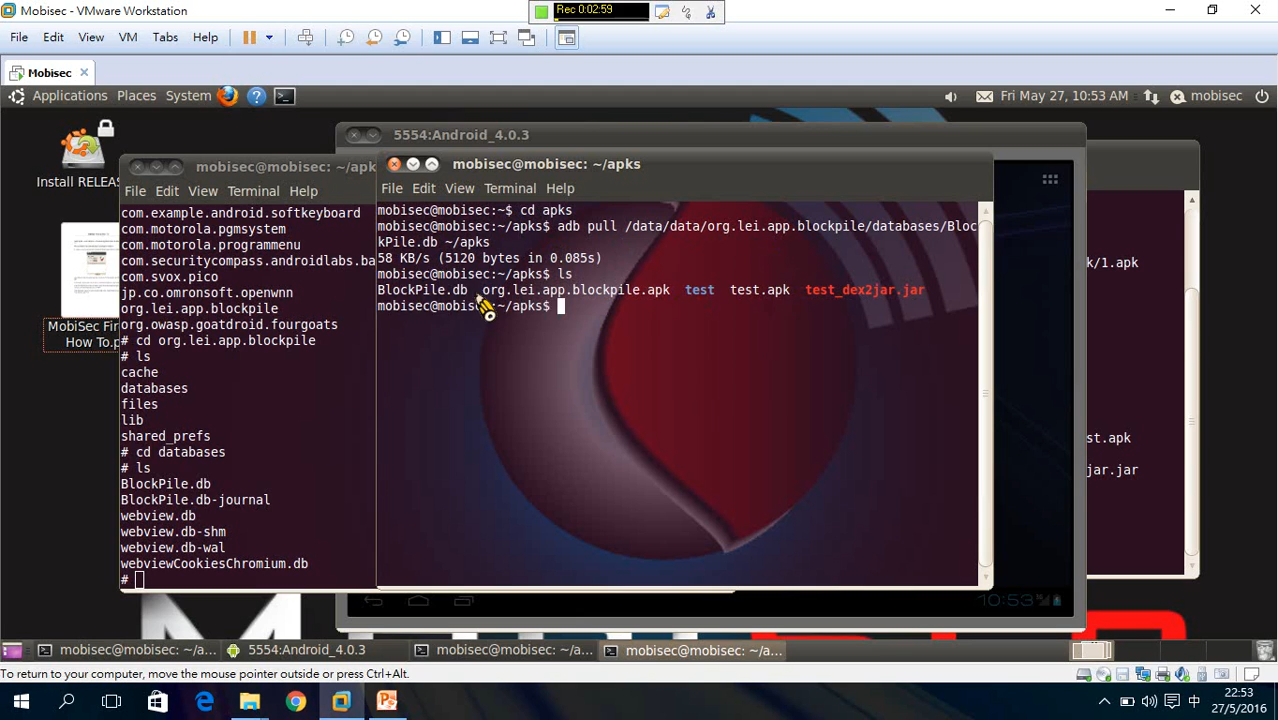 Mobisec - VMware Workstation
Rec 0:02:59
File Edit View VM Tabs Help
Mobisec
Applications Places System
Fri May 27, 10:53 AM
mobisec
Install RELEAS
MobiSec Fir
How To.p
5554:Android_4.0.3
mobisec@mobisec: ~/apk
File Edit View Terminal Help
com.example.android.softkeyboard
com.motorola.pgmsystem
com.motorola.programmenu
com.securitycompass.androidlabs.ba
com.svox.pico
jp.co.omronsoft.openwnn
org.lei.app.blockpile
org.owasp.goatdroid.fourgoats
# cd org.lei.app.blockpile
# ls
cache
databases
files
lib
shared_prefs
# cd databases
# ls
BlockPile.db
BlockPile.db-journal
webview.db
webview.db-shm
webview.db-wal
webviewCookiesChromium.db
#
mobisec@mobisec: ~/apks
File Edit View Terminal Help
mobisec@mobisec:~$ cd apks
mobisec@mobisec:~/apks$ adb pull /data/data/org.lei.app.blockpile/databases/Bloc
kPile.db ~/apks
58 KB/s (5120 bytes in 0.085s)
mobisec@mobisec:~/apks$ ls
BlockPile.db org.lei.app.blockpile.apk test test.apk test_dex2jar.jar
mobisec@mobisec:~/apks$
k/1.apk
st.apk
jar.jar
10:53
mobisec@mobisec: ~/a...
5554:Android_4.0.3
mobisec@mobisec: ~/a...
mobisec@mobisec: ~/a...
To return to your computer, move the mouse pointer outside or press Ctrl+Alt.
中
22:53
27/5/2016